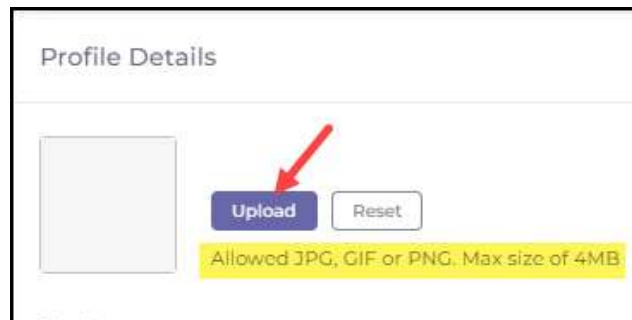 Profile Details
Upload
Reset
Allowed JPG, GIF or PNG. Max size of 4MB